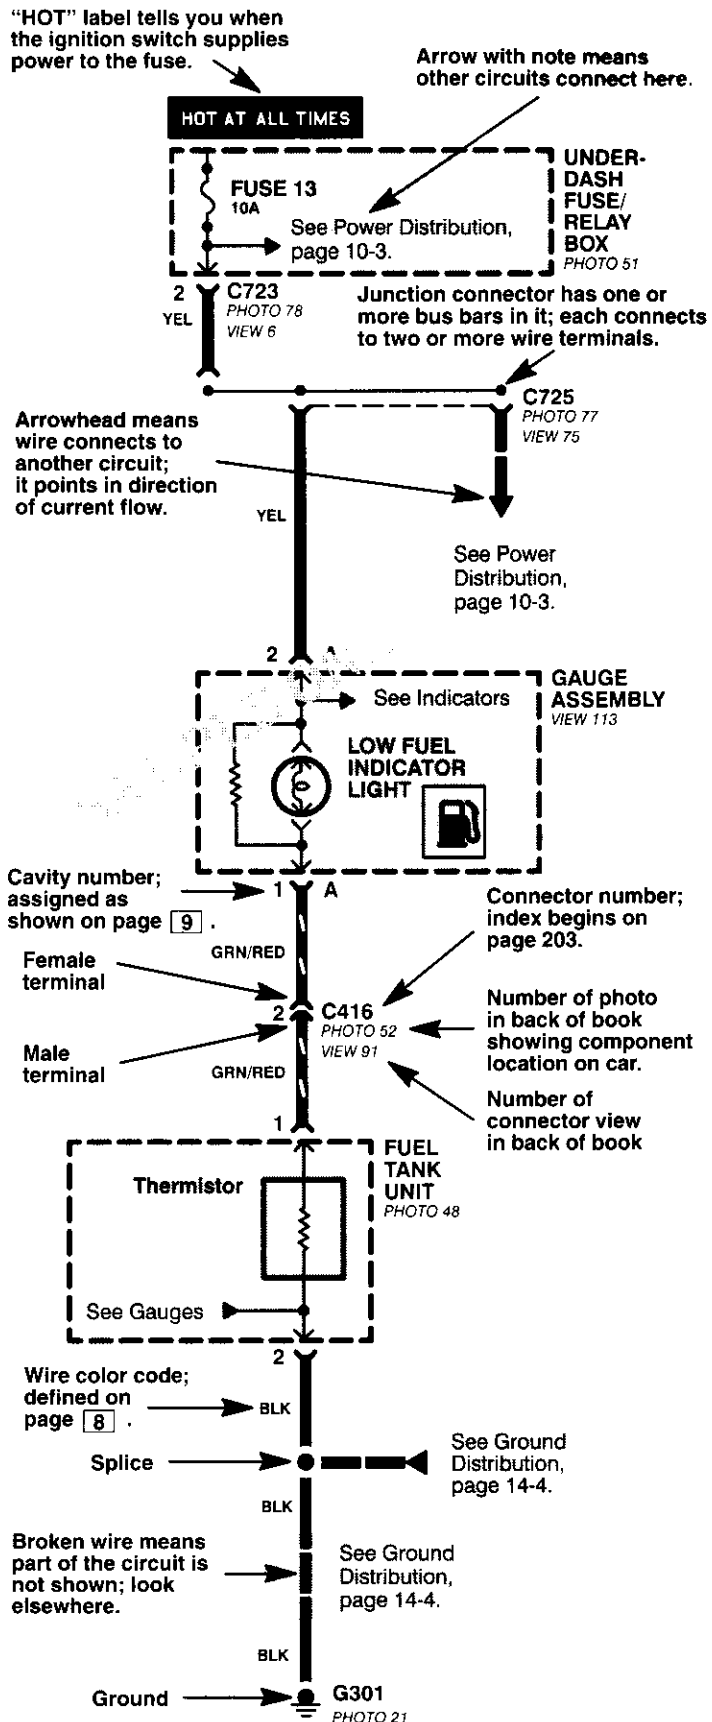 "HOT" label tells you when
the ignition switch supplies
power to the fuse.
Arrow with note means
other circuits connect here.
HOT AT ALL TIMES
FUSE 13
10A
See Power Distribution,
page 10-3.
UNDER-
DASH
FUSE/
RELAY
BOX
PHOTO 51
2
C723
PHOTO 78
VIEW 6
YEL
Junction connector has one or
more bus bars in it; each connects
to two or more wire terminals.
C725
PHOTO 77
VIEW 75
Arrowhead means
wire connects to
another circuit;
it points in direction
of current flow.
YEL
See Power
Distribution,
page 10-3.
2 A
See Indicators
GAUGE
ASSEMBLY
VIEW 113
LOW FUEL
INDICATOR
LIGHT
Cavity number;
assigned as
shown on page 9 .
1 A
Connector number;
index begins on
page 203.
GRN/RED
Female
terminal
2
C416
PHOTO 52
VIEW 91
Number of photo
in back of book
showing component
location on car.
Male
terminal
GRN/RED
Number of
connector view
in back of book
1
FUEL
TANK
UNIT
PHOTO 48
Thermistor
See Gauges
2
Wire color code;
defined on
page 8 .
BLK
Splice
See Ground
Distribution,
page 14-4.
BLK
Broken wire means
part of the circuit is
not shown; look
elsewhere.
See Ground
Distribution,
page 14-4.
BLK
Ground
G301
PHOTO 21